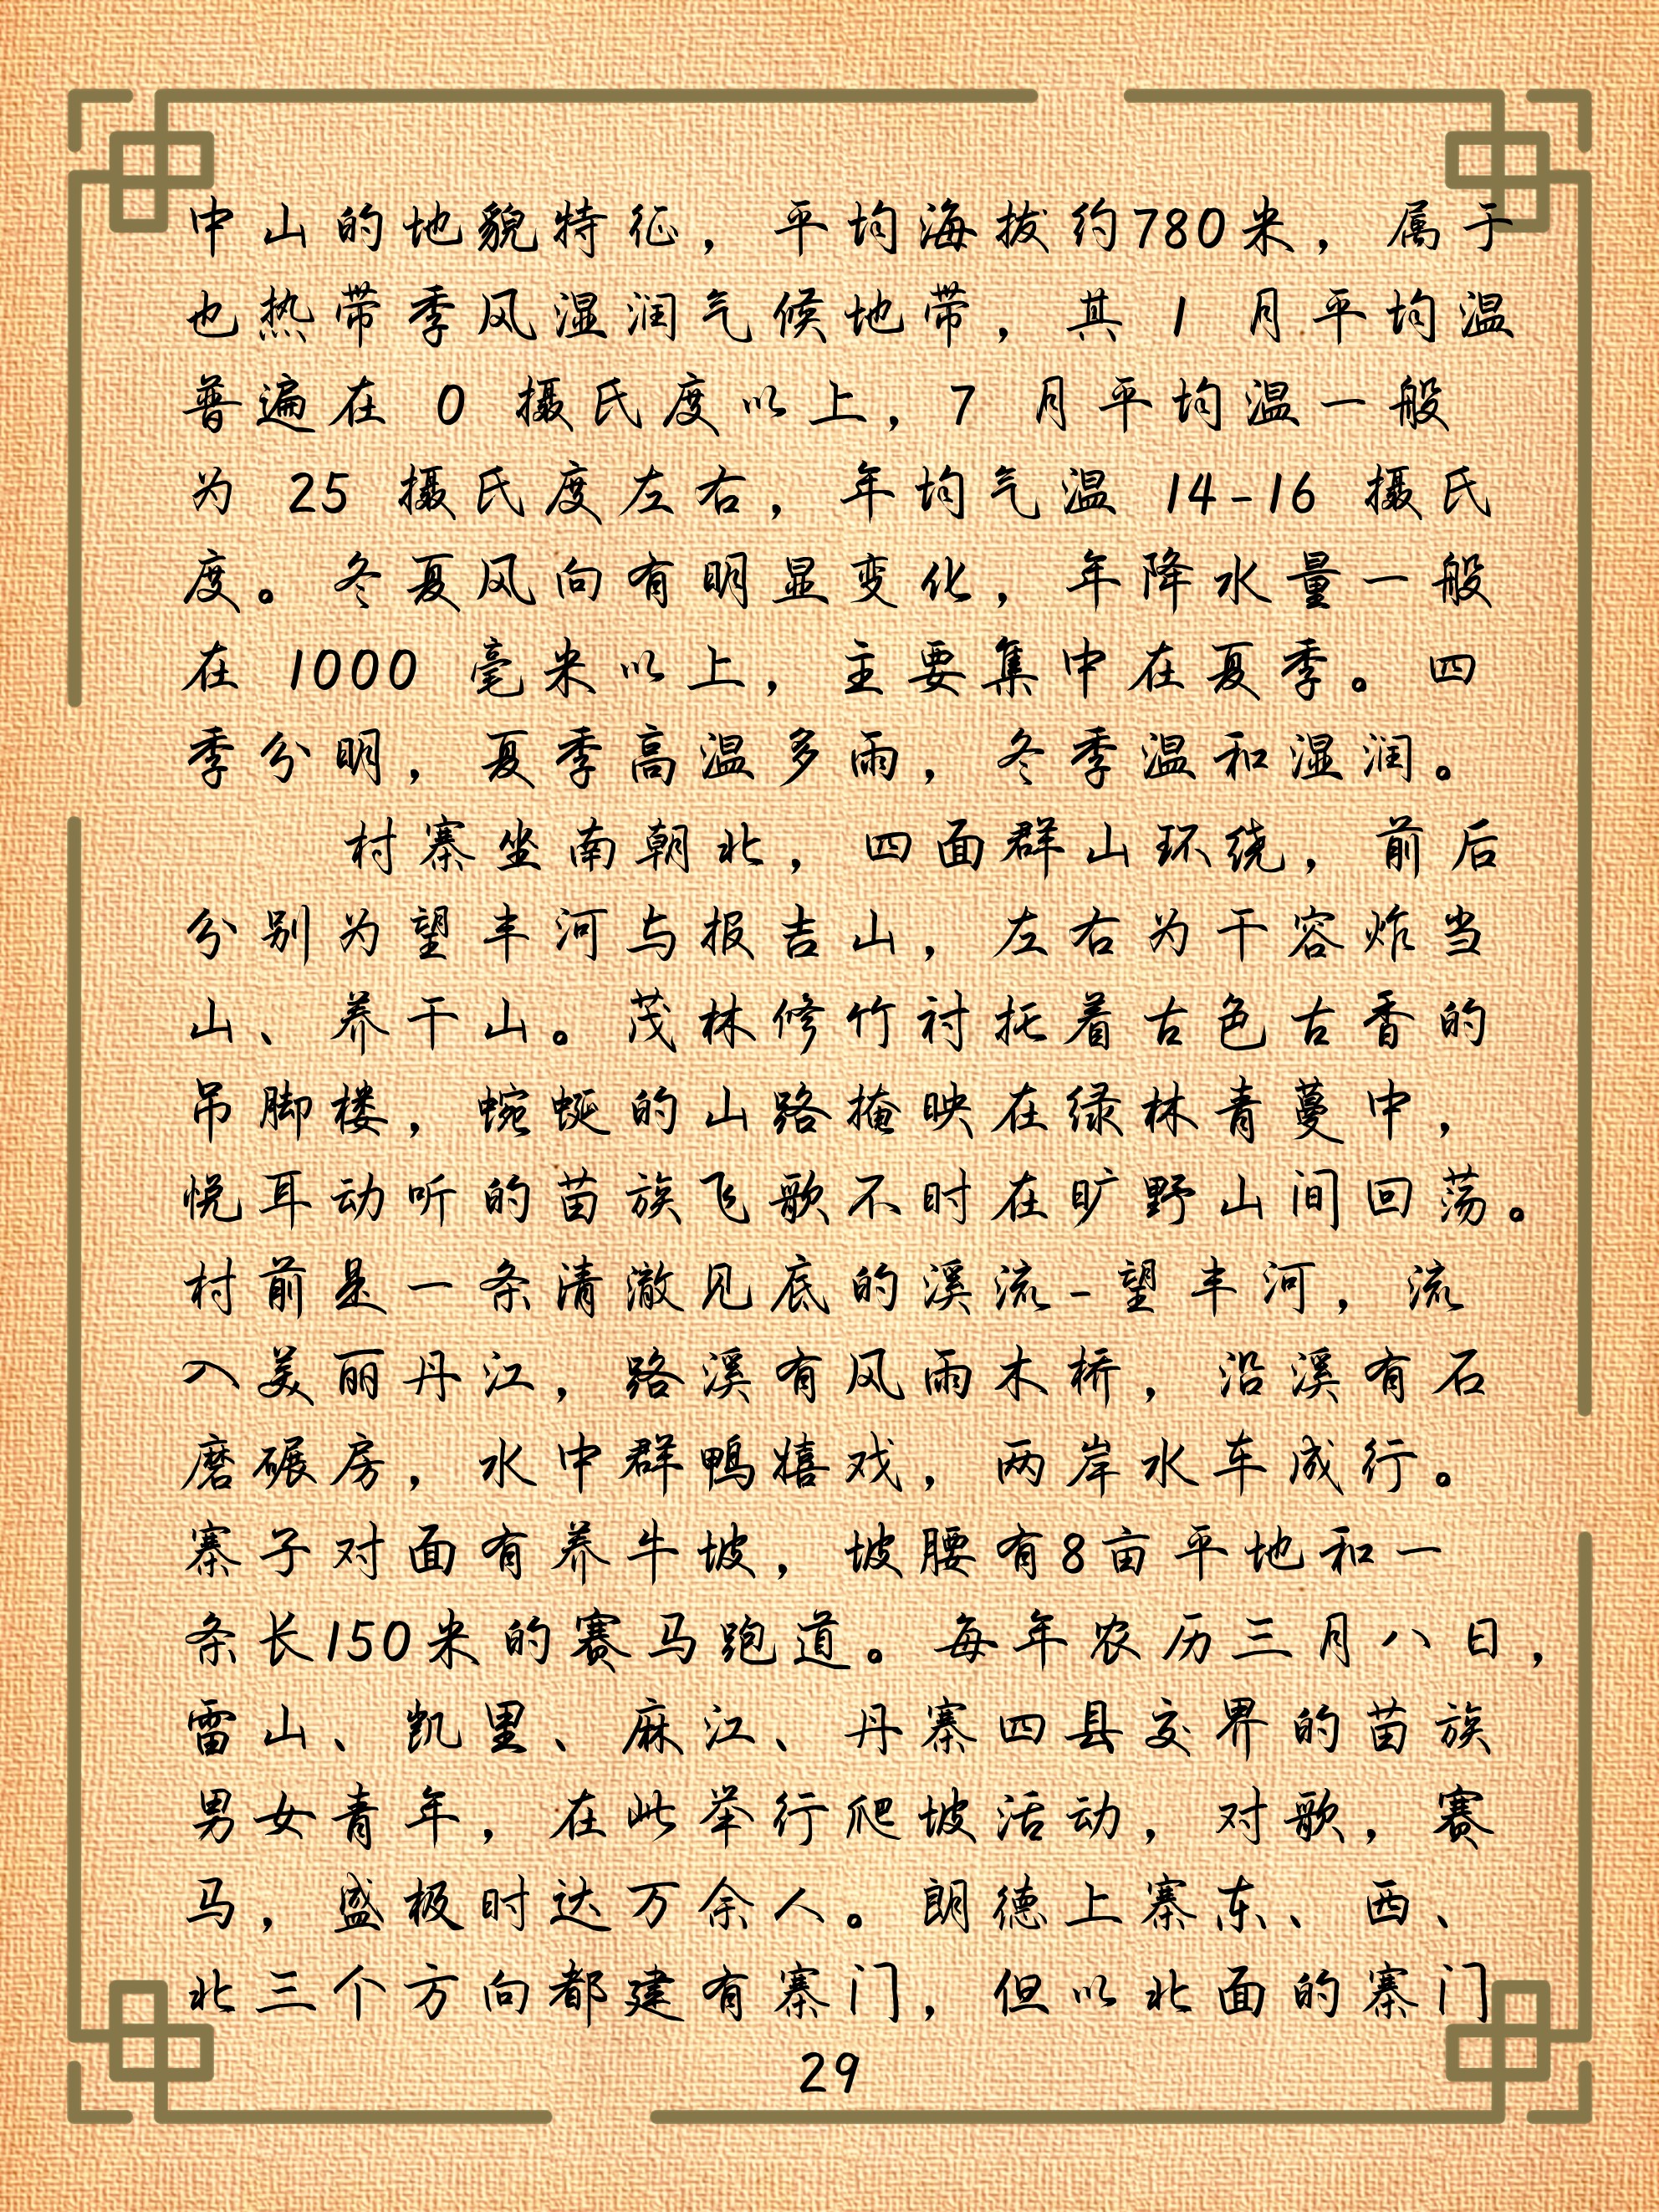 中山的地貌特征，平均海拔约780米，属于
也热带季风湿润气候地带，其 1 月平均温
普遍在 0 摄氏度以上，7 月平均温一般
为 25 摄氏度左右，年均气温 14-16 摄氏
度。冬夏风向有明显变化，年降水量一般
在 1000 毫米以上，主要集中在夏季。四
季分明，夏季高温多雨，冬季温和湿润。
村寨坐南朝北，四面群山环绕，前后
分别为望丰河与报吉山，左右为干容炸当
山、养干山。茂林修竹衬托着古色古香的
吊脚楼，蜿蜒的山路掩映在绿林青蔓中，
悦耳动听的苗族飞歌不时在旷野山间回荡。
村前是一条清澈见底的溪流-望丰河，流
入美丽丹江，路溪有风雨木桥，沿溪有石
磨碾房，水中群鸭嬉戏，两岸水车成行。
寨子对面有养牛坡，坡腰有8亩平地和一
条长150米的赛马跑道。每年农历三月八日，
雷山、凯里、麻江、丹寨四县交界的苗族
男女青年，在此举行爬坡活动，对歌，赛
马，盛极时达万余人。朗德上寨东、西、
北三个方向都建有寨门，但以北面的寨门
29